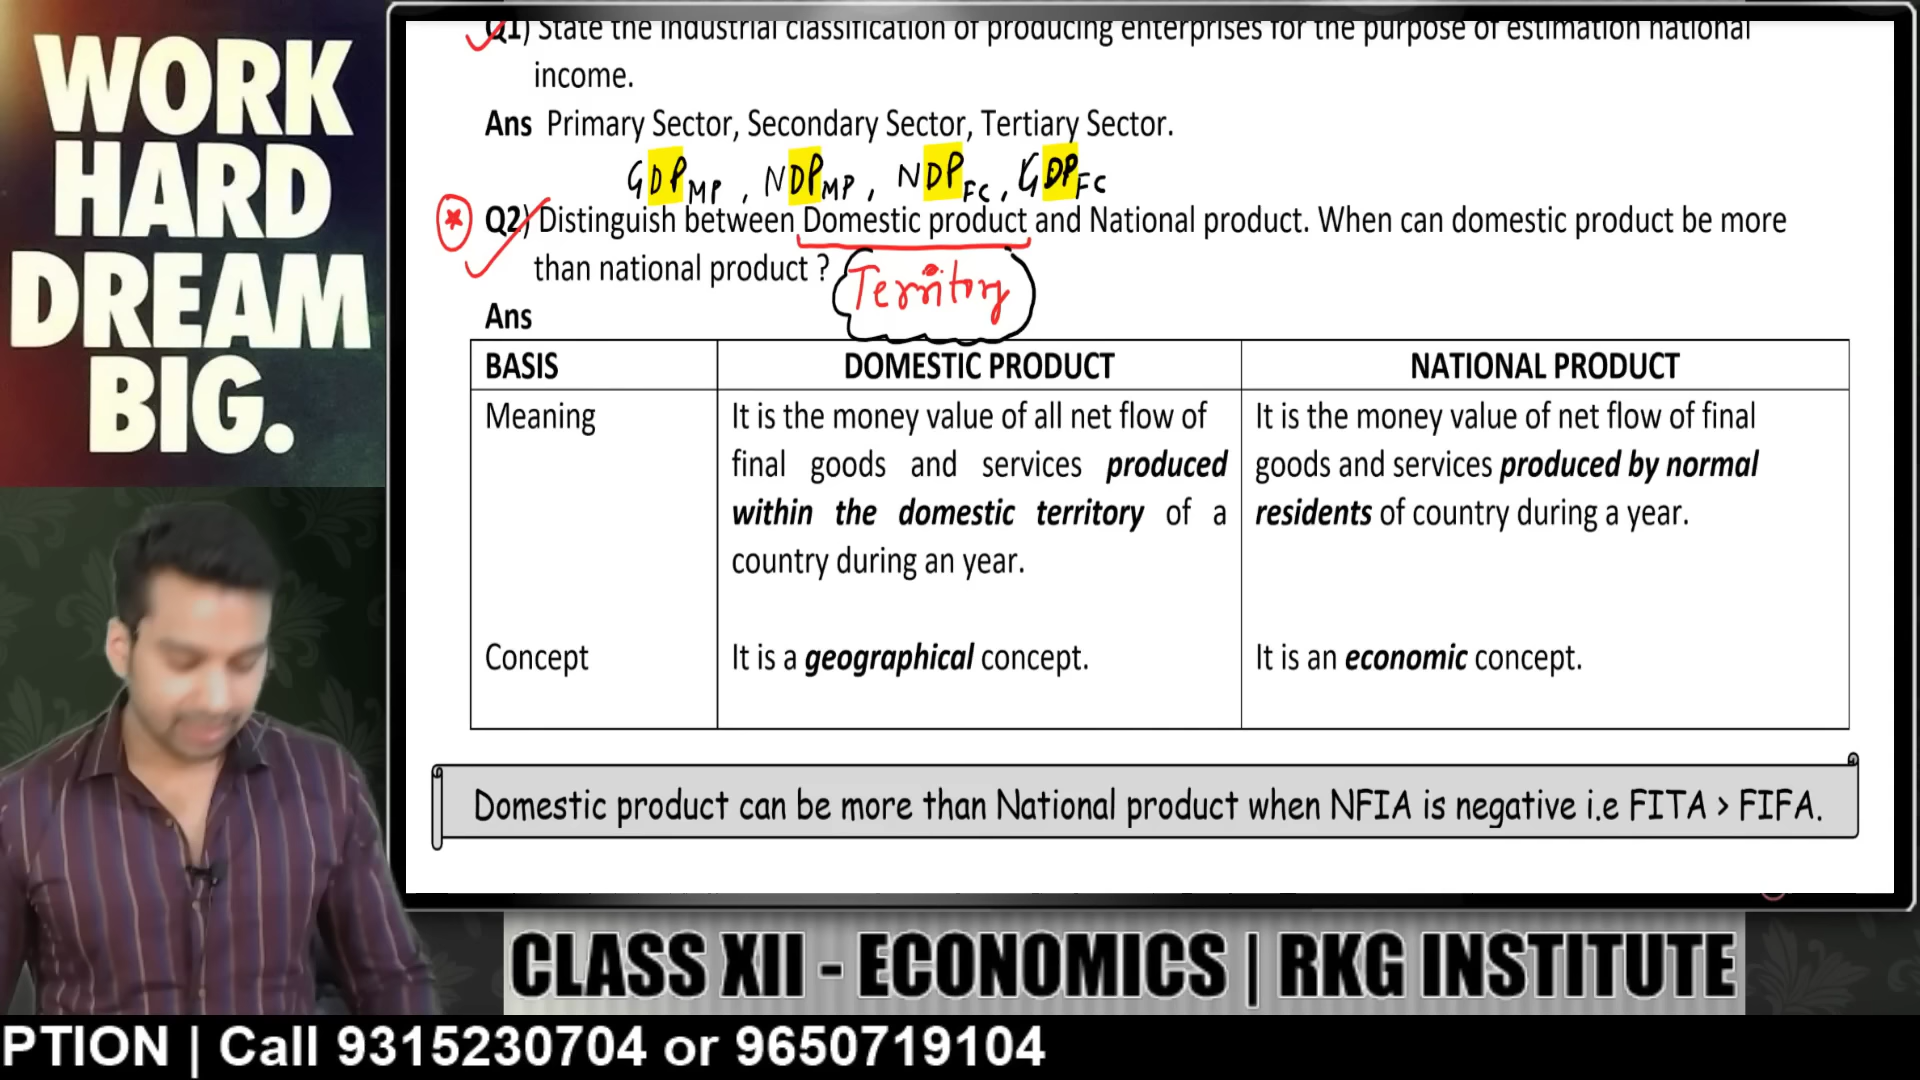 WORK
HARD
DREAM
BIG.
Q1) State the industrial classification of producing enterprises for the purpose of estimation national
income.
Ans Primary Sector, Secondary Sector, Tertiary Sector.
GDPMP, NDPMP, NDPFC, GDPFC
Q2) Distinguish between Domestic product and National product. When can domestic product be more
than national product ?
Territory
Ans
BASIS DOMESTIC PRODUCT NATIONAL PRODUCT
Meaning It is the money value of all net flow of It is the money value of net flow of final
final goods and services produced goods and services produced by normal
within the domestic territory of a residents of country during a year.
country during an year.
Concept It is a geographical concept. It is an economic concept.
Domestic product can be more than National product when NFIA is negative i.e FITA > FIFA.
CLASS XII - ECONOMICS | RKG INSTITUTE
PTION | Call 9315230704 or 9650719104